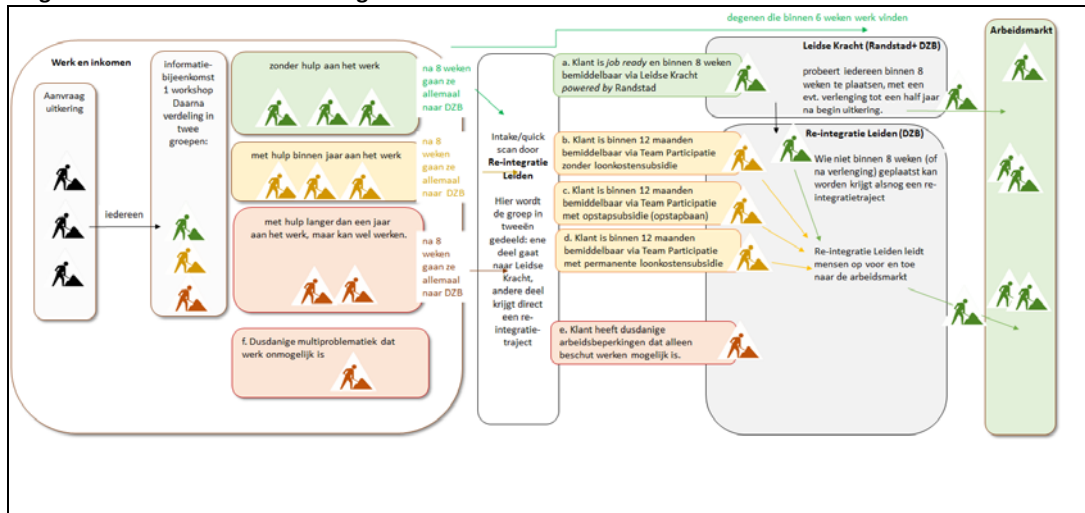 degenen die binnen 6 weken werk vinden
Werk en inkomen
Aanvraag
uitkering
iedereen
informatie-
bijeenkomst
1 workshop
Daarna
verdeling in
twee
groepen:
zonder hulp aan het werk
met hulp binnen jaar aan het werk
met hulp langer dan een jaar
aan het werk, maar kan wel werken.
f. Dusdanige multiproblematiek dat
werk onmogelijk is
na 8 weken
gaan ze
allemaal
naar DZB
na 8
weken
gaan ze
allemaal
naar DZB
na 8
weken
gaan ze
allemaal
naar DZB
Intake/quick
scan door
Re-integratie
Leiden
Hier wordt
de groep in
tweeën
gedeeld: ene
deel gaat
naar Leidse
Kracht,
andere deel
krijgt direct
een re-
integratie-
traject
a. Klant is job ready en binnen 8 weken
bemiddelbaar via Leidse Kracht
powered by Randstad
b. Klant is binnen 12 maanden
bemiddelbaar via Team Participatie
zonder loonkostensubsidie
c. Klant is binnen 12 maanden
bemiddelbaar via Team Participatie
met opstapsubsidie (opstapbaan)
d. Klant is binnen 12 maanden
bemiddelbaar via Team Participatie
met permanente loonkostensubsidie
e. Klant heeft dusdanige
arbeidsbeperkingen dat alleen
beschut werken mogelijk is.
Leidse Kracht (Randstad+ DZB)
probeert iedereen binnen 8
weken te plaatsen, met een
evt. verlenging tot een half jaar
na begin uitkering.
Re-integratie Leiden (DZB)
Wie niet binnen 8 weken (of
na verlenging) geplaatst kan
worden krijgt alsnog een re-
integratietraject
Re-integratie Leiden leidt
mensen op voor en toe
naar de arbeidsmarkt
Arbeidsmarkt